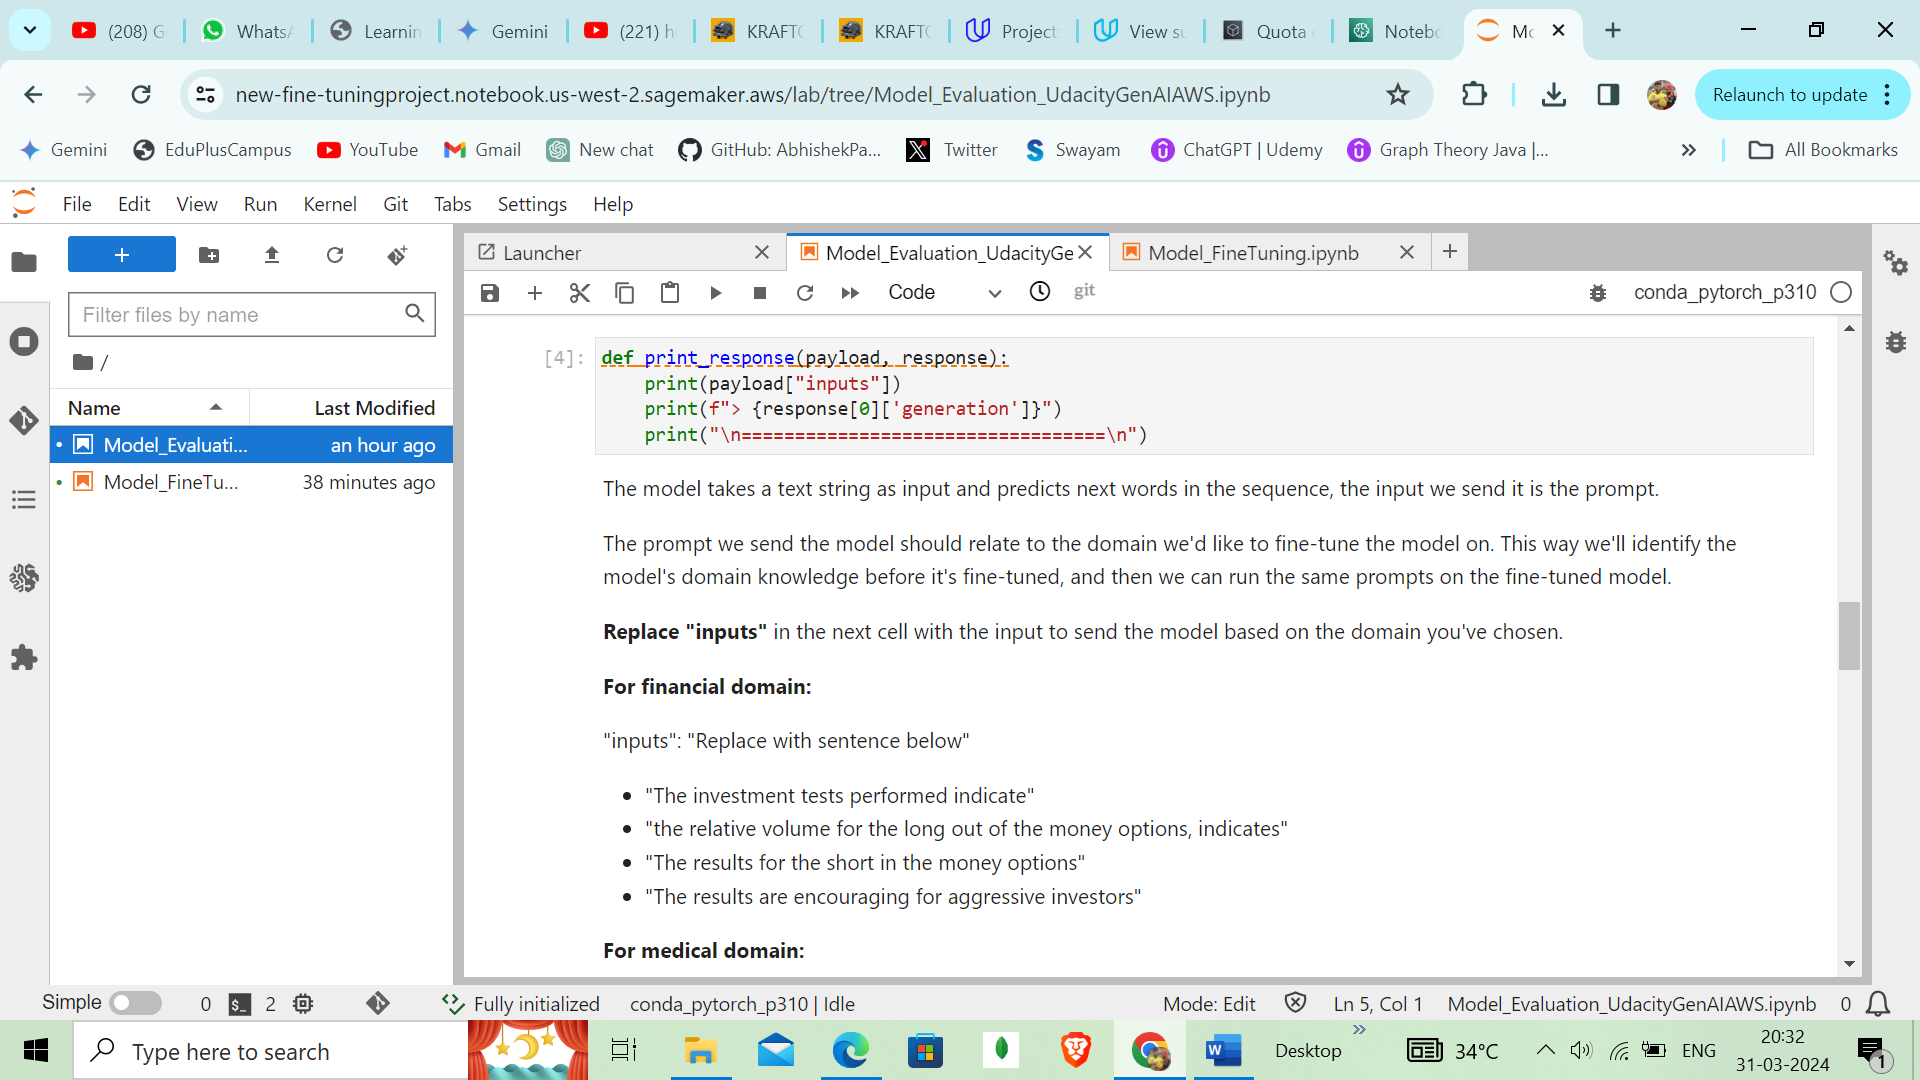 (208) G
WhatsA
Learnin
Gemini
(221) h
KRAFTO
KRAFTO
Project
View su
Quota
Notebo
Mo
new-fine-tuningproject.notebook.us-west-2.sagemaker.aws/lab/tree/Model_Evaluation_UdacityGenAIAWS.ipynb
Relaunch to update
Gemini
EduPlusCampus
YouTube
Gmail
New chat
GitHub: AbhishekPa...
Twitter
Swayam
ChatGPT | Udemy
Graph Theory Java |...
All Bookmarks
File Edit View Run Kernel Git Tabs Settings Help
Launcher
Model_Evaluation_UdacityGe
Model_FineTuning.ipynb
Code
git
conda_pytorch_p310
Filter files by name
/
Name Last Modified
Model_Evaluati... an hour ago
Model_FineTu... 38 minutes ago
[4]: def print_response(payload, response):
print(payload["inputs"])
print(f"> {response[0]['generation']}")
print("\n==================================\n")
The model takes a text string as input and predicts next words in the sequence, the input we send it is the prompt.
The prompt we send the model should relate to the domain we'd like to fine-tune the model on. This way we'll identify the
model's domain knowledge before it's fine-tuned, and then we can run the same prompts on the fine-tuned model.
Replace "inputs" in the next cell with the input to send the model based on the domain you've chosen.
For financial domain:
"inputs": "Replace with sentence below"
• "The investment tests performed indicate"
• "the relative volume for the long out of the money options, indicates"
• "The results for the short in the money options"
• "The results are encouraging for aggressive investors"
For medical domain:
Simple 0 2 Fully initialized conda_pytorch_p310 | Idle Mode: Edit Ln 5, Col 1 Model_Evaluation_UdacityGenAIAWS.ipynb 0
Type here to search
Desktop
34°C
ENG
20:32
31-03-2024
1